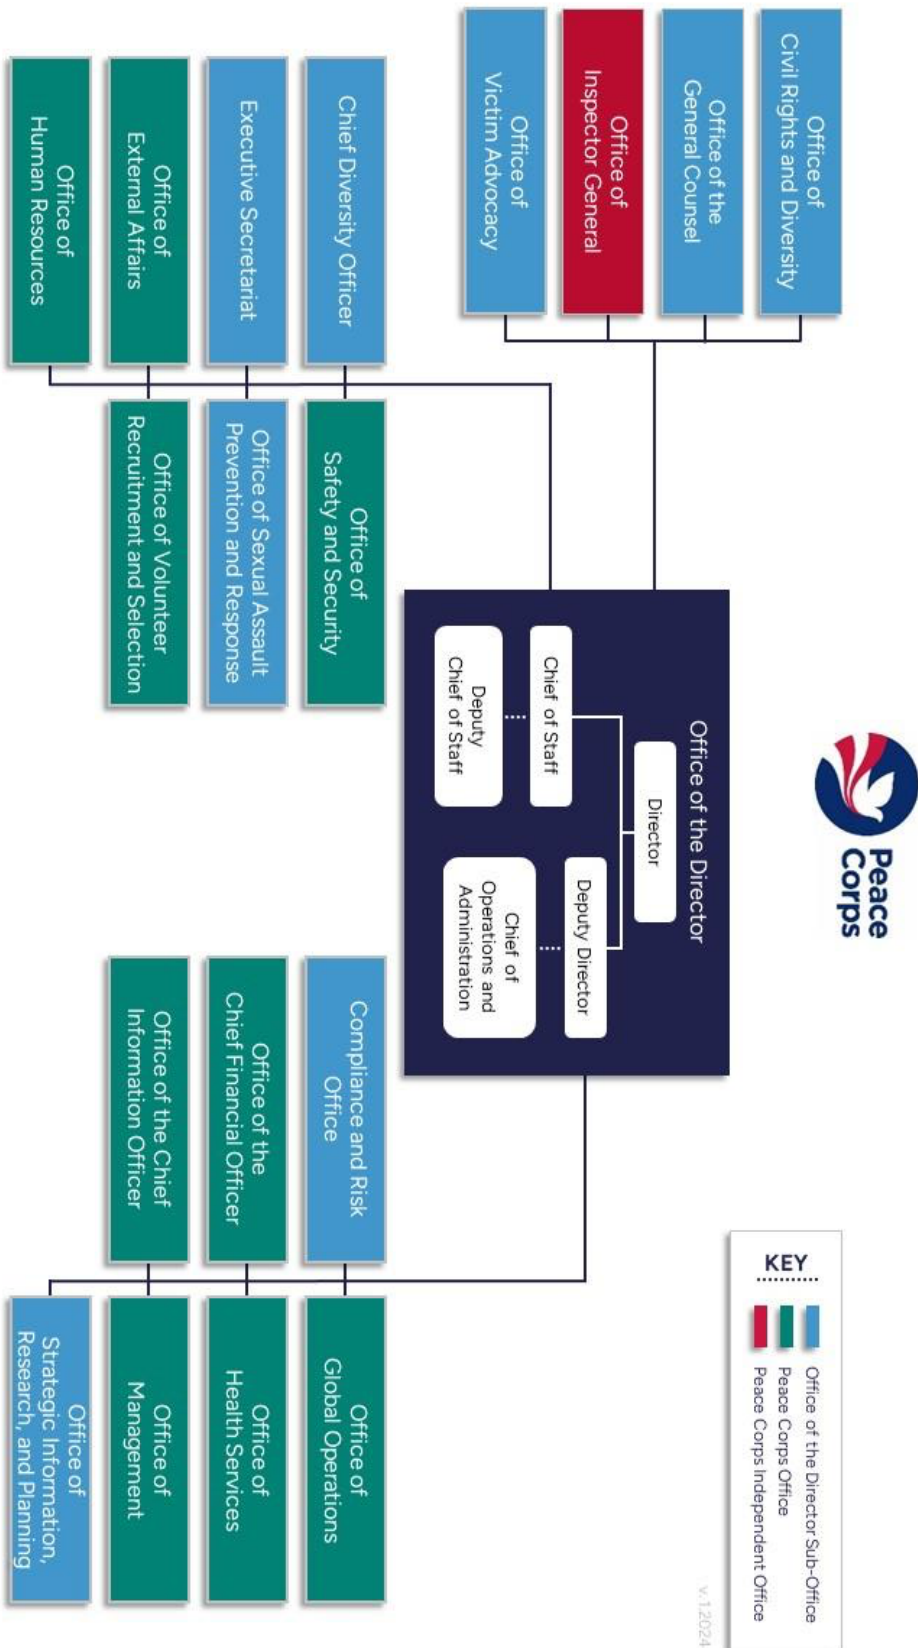 Peace
Corps
KEY
Office of the Director Sub-Office
Peace Corps Office
Peace Corps Independent Office
Office of
Civil Rights and Diversity
Office of the
General Counsel
Office of
Inspector General
Office of
Victim Advocacy
Office of the Director
Director
Chief of Staff
Deputy
Chief of Staff
Deputy Director
Chief of
Operations and
Administration
Chief Diversity Officer
Executive Secretariat
Office of
External Affairs
Office of
Human Resources
Office of
Safety and Security
Office of Sexual Assault
Prevention and Response
Office of Volunteer
Recruitment and Selection
Compliance and Risk
Office
Office of the
Chief Financial Officer
Office of the Chief
Information Officer
Office of
Global Operations
Office of
Health Services
Office of
Management
Office of
Strategic Information,
Research, and Planning
v.1.2024